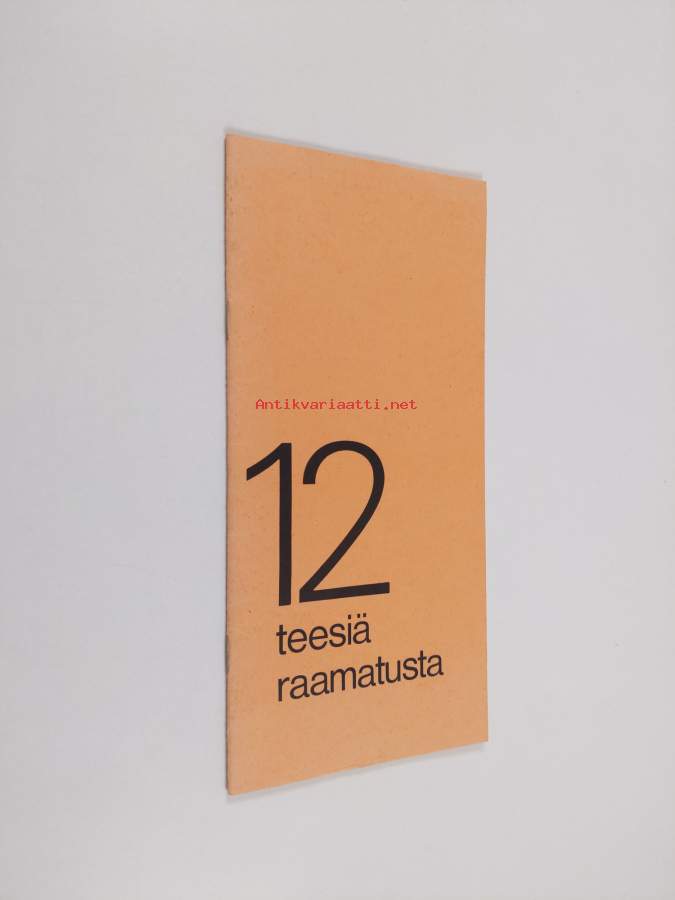 Antikvariaatti.net
12
teesiä
raamatusta